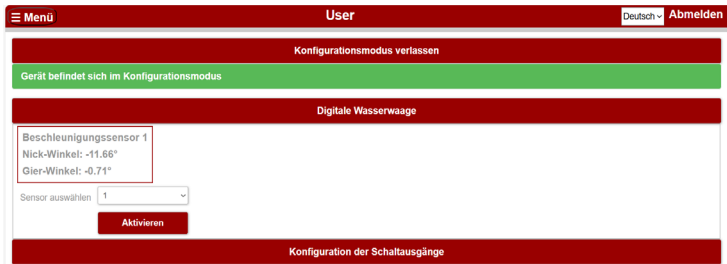 ☰ Menü User Deutsch Abmelden
Konfigurationsmodus verlassen
Gerät befindet sich im Konfigurationsmodus
Digitale Wasserwaage
Beschleunigungssensor 1
Nick-Winkel: -11.66°
Gier-Winkel: -0.71°
Sensor auswählen 1
Aktivieren
Konfiguration der Schaltausgänge